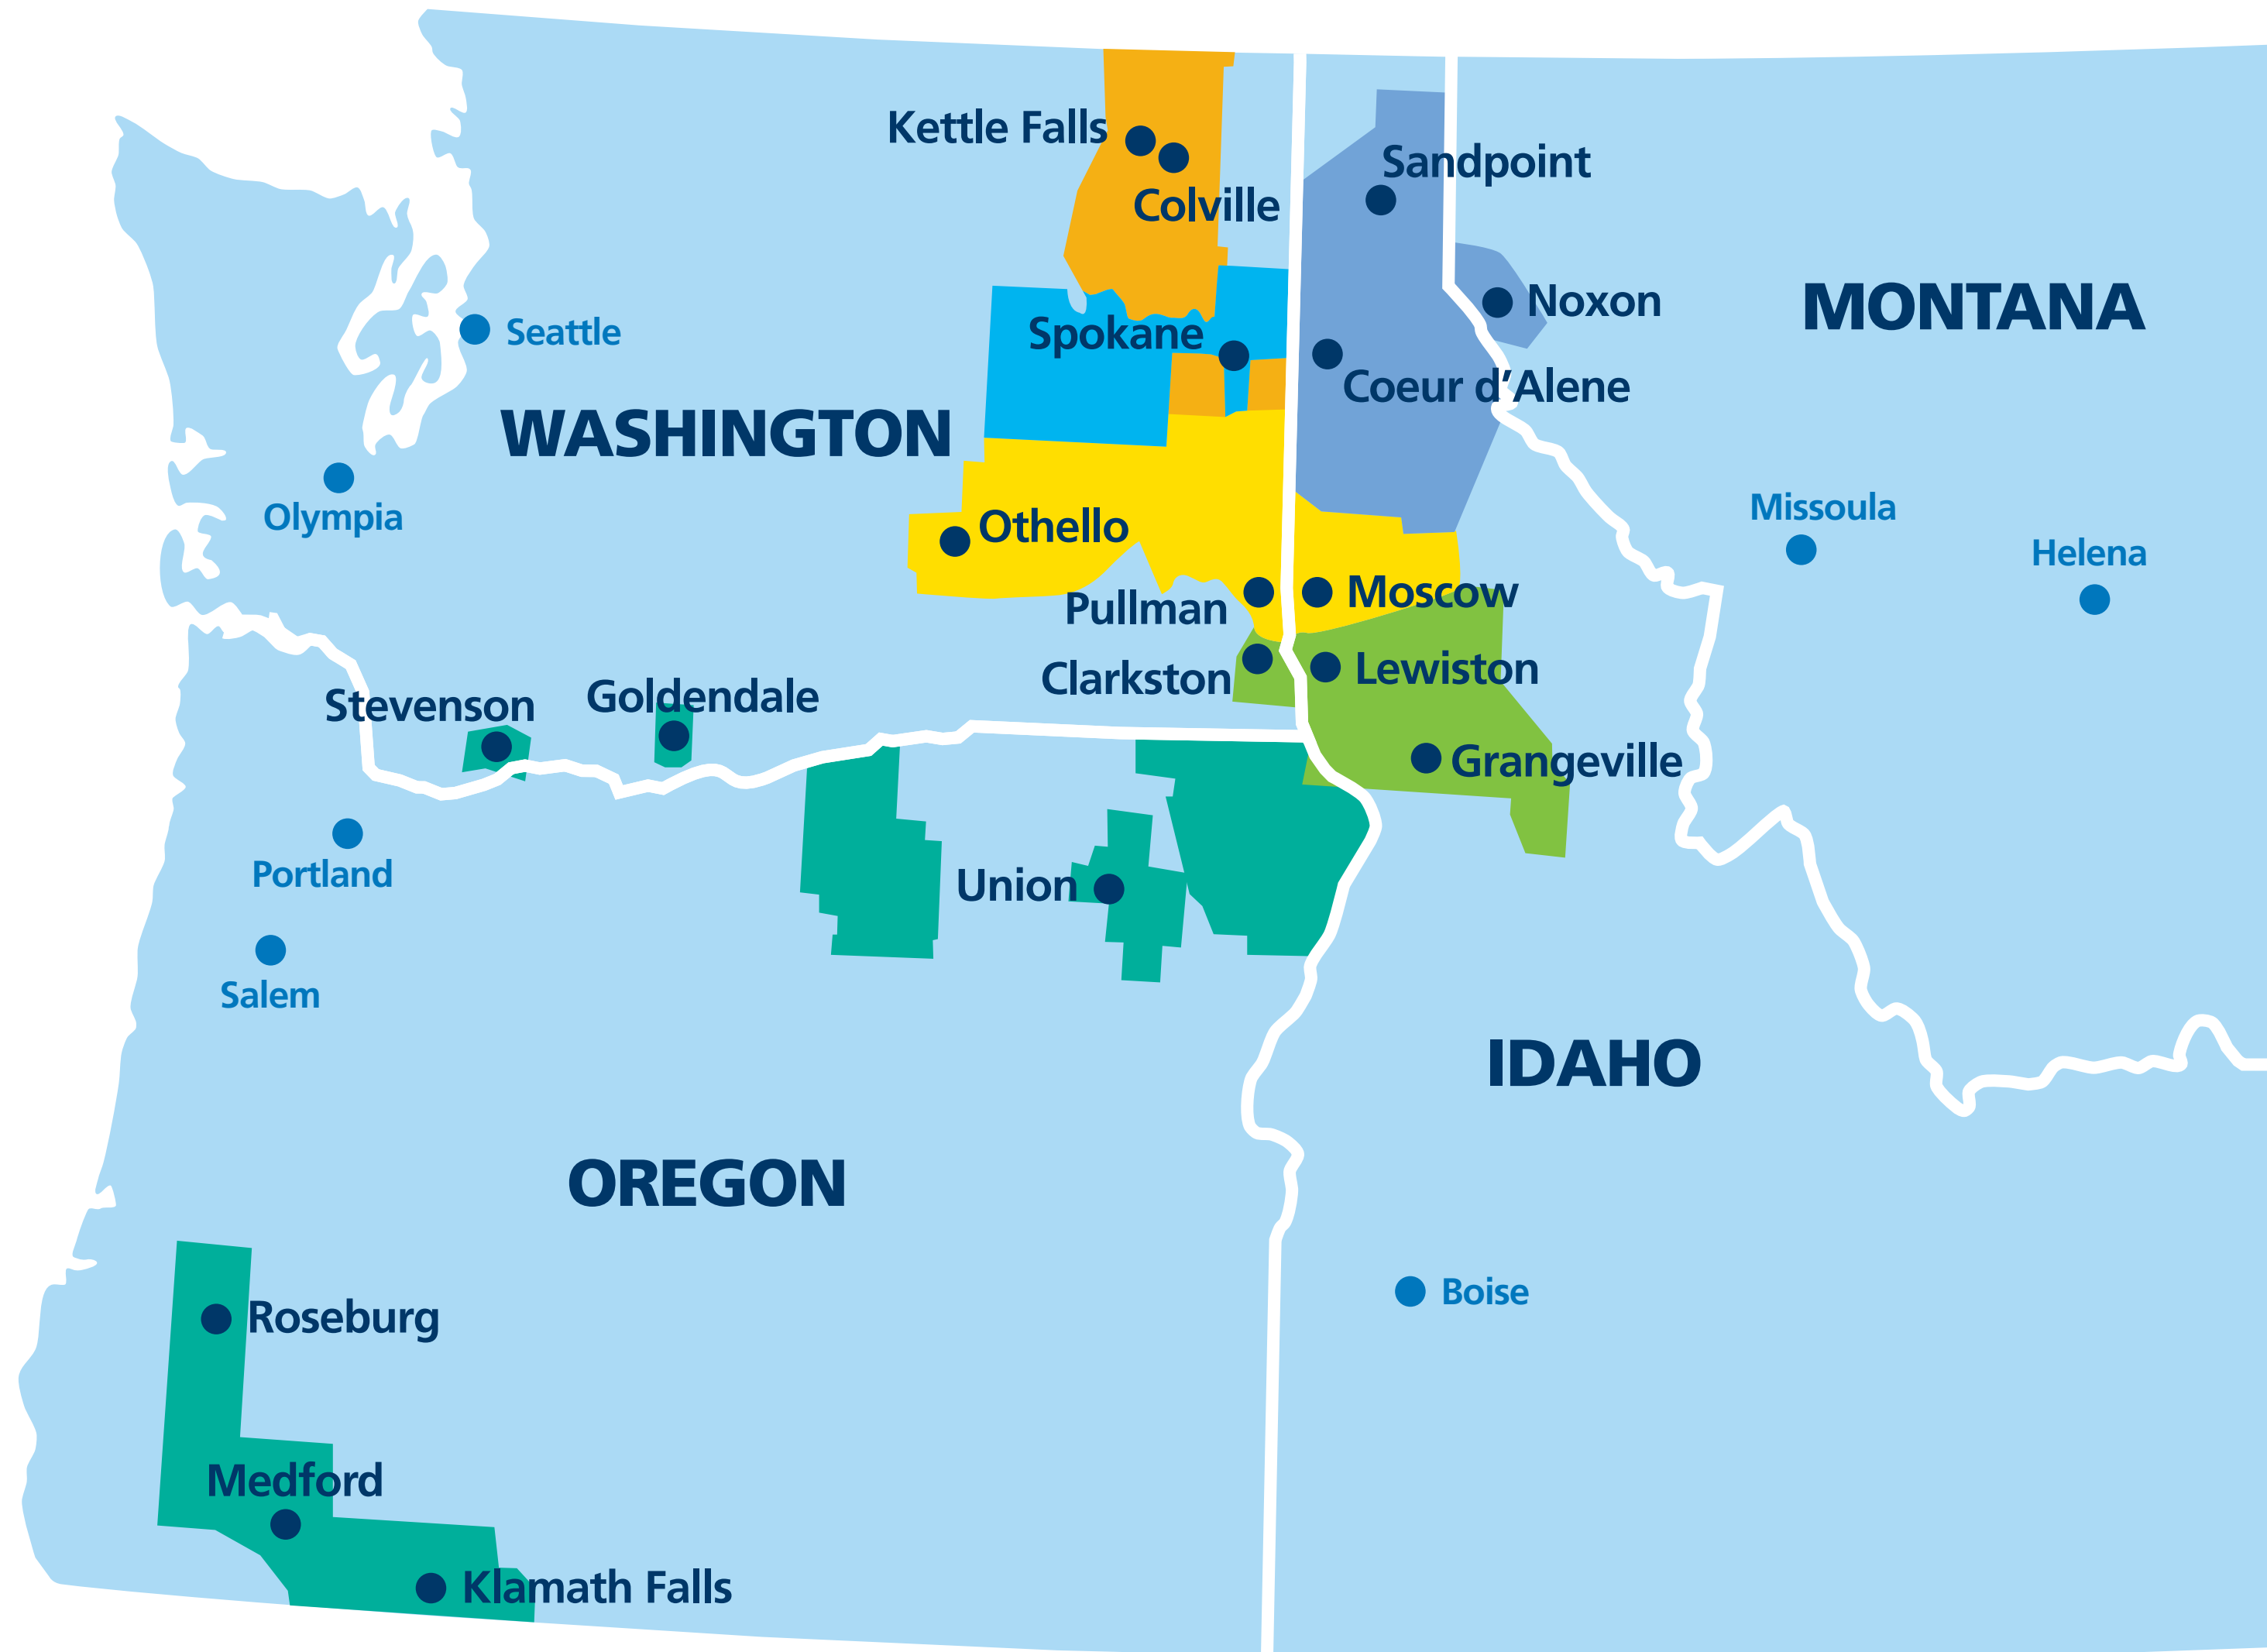 Kettle Falls
Colville
Sandpoint
Noxon
MONTANA
Spokane
Seattle
Coeur d’Alene
WASHINGTON
Olympia
Othello
Missoula
Helena
Pullman
Moscow
Clarkston
Lewiston
Stevenson
Goldendale
Grangeville
Portland
Union
Salem
IDAHO
OREGON
Boise
Roseburg
Medford
Klamath Falls